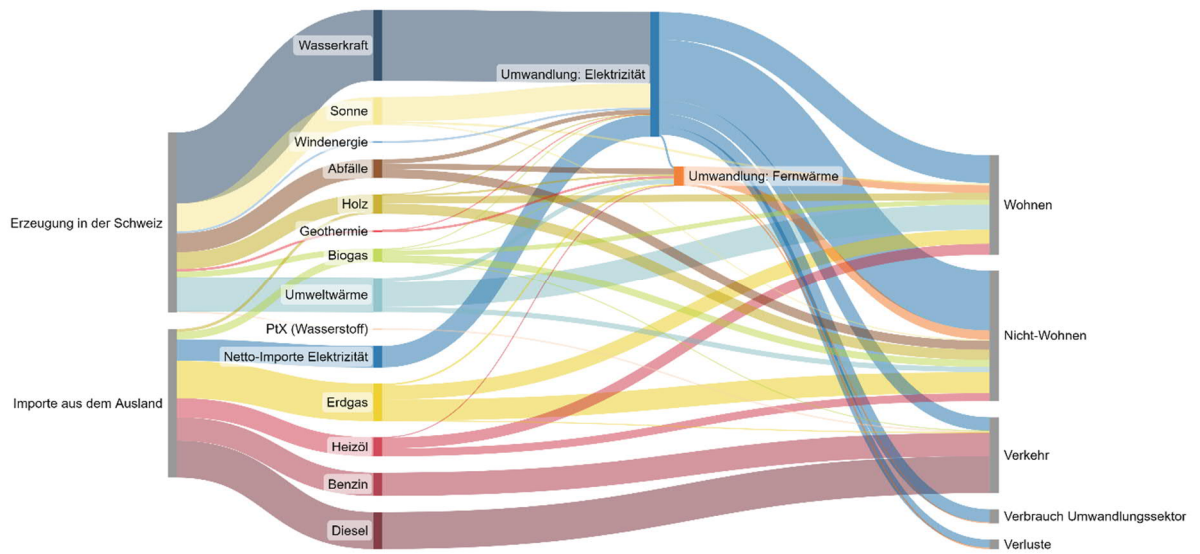 Erzeugung in der Schweiz
Importe aus dem Ausland
Wasserkraft
Sonne
Windenergie
Abfälle
Holz
Geothermie
Biogas
Umweltwärme
PtX (Wasserstoff)
Netto-Importe Elektrizität
Erdgas
Heizöl
Benzin
Diesel
Umwandlung: Elektrizität
Umwandlung: Fernwärme
Wohnen
Nicht-Wohnen
Verkehr
Verbrauch Umwandlungssektor
Verluste